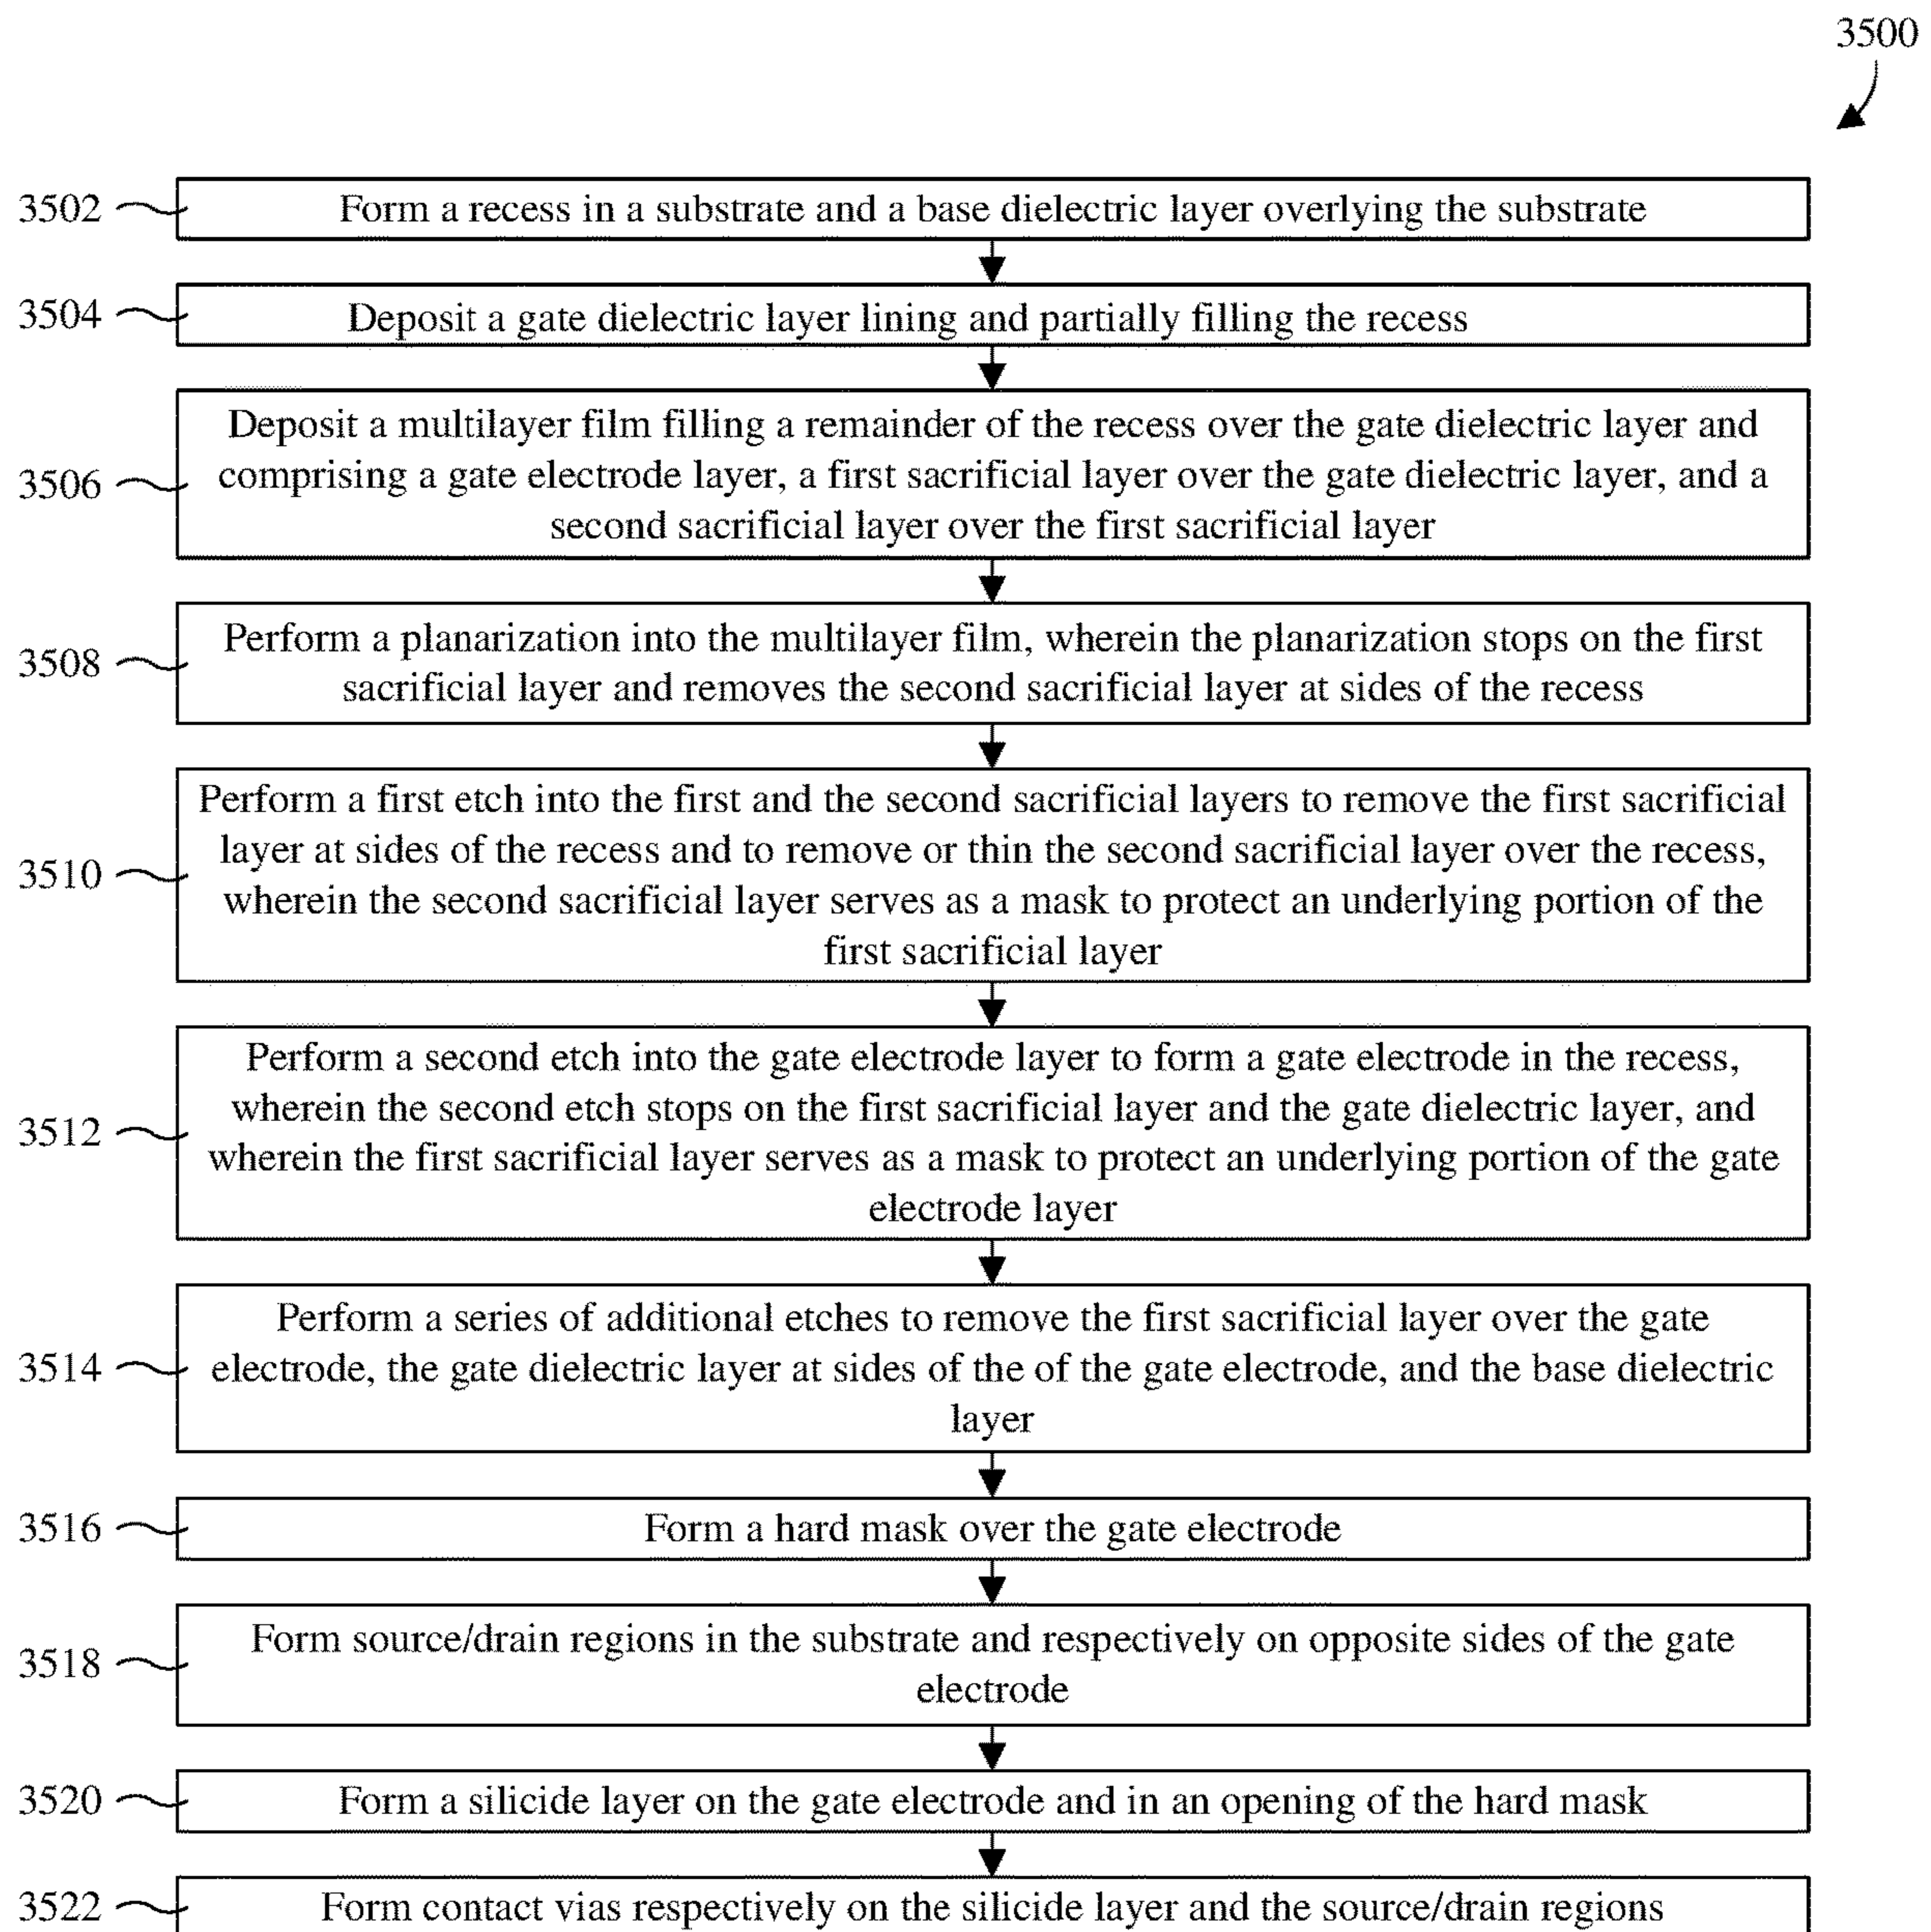 3500
3502
Form a recess in a substrate and a base dielectric layer overlying the substrate
3504
Deposit a gate dielectric layer lining and partially filling the recess
3506
Deposit a multilayer film filling a remainder of the recess over the gate dielectric layer and
comprising a gate electrode layer, a first sacrificial layer over the gate dielectric layer, and a
second sacrificial layer over the first sacrificial layer
3508
Perform a planarization into the multilayer film, wherein the planarization stops on the first
sacrificial layer and removes the second sacrificial layer at sides of the recess
3510
Perform a first etch into the first and the second sacrificial layers to remove the first sacrificial
layer at sides of the recess and to remove or thin the second sacrificial layer over the recess,
wherein the second sacrificial layer serves as a mask to protect an underlying portion of the
first sacrificial layer
3512
Perform a second etch into the gate electrode layer to form a gate electrode in the recess,
wherein the second etch stops on the first sacrificial layer and the gate dielectric layer, and
wherein the first sacrificial layer serves as a mask to protect an underlying portion of the gate
electrode layer
3514
Perform a series of additional etches to remove the first sacrificial layer over the gate
electrode, the gate dielectric layer at sides of the of the gate electrode, and the base dielectric
layer
3516
Form a hard mask over the gate electrode
3518
Form source/drain regions in the substrate and respectively on opposite sides of the gate
electrode
3520
Form a silicide layer on the gate electrode and in an opening of the hard mask
3522
Form contact vias respectively on the silicide layer and the source/drain regions